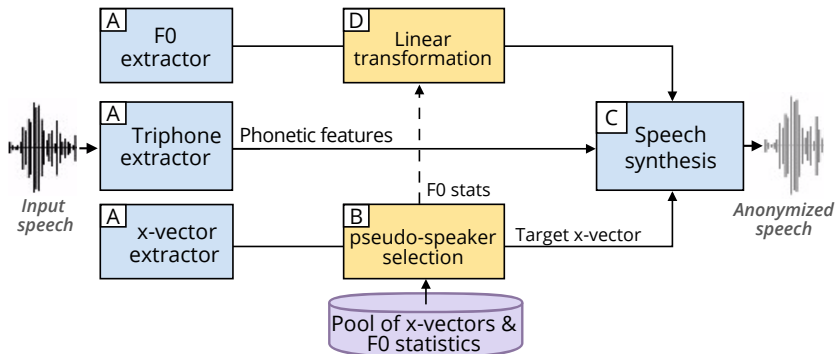 A
F0
extractor
D
Linear
transformation
A
Triphone
extractor
Phonetic features
C
Speech
synthesis
Input
speech
F0 stats
Anonymized
speech
A
x-vector
extractor
B
pseudo-speaker
selection
Target x-vector
Pool of x-vectors &
F0 statistics